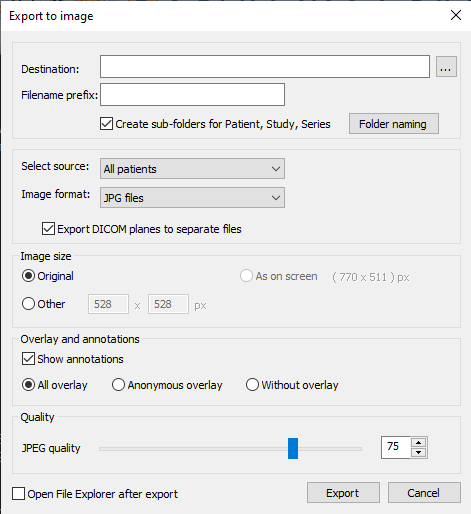 Export to image
Destination:
...
Filename prefix:
Create sub-folders for Patient, Study, Series
Folder naming
Select source:
All patients
Image format:
JPG files
Export DICOM planes to separate files
Image size
Original
As on screen
( 770 x 511 ) px
Other
528
x
528
px
Overlay and annotations
Show annotations
All overlay
Anonymous overlay
Without overlay
Quality
JPEG quality
75
Open File Explorer after export
Export
Cancel